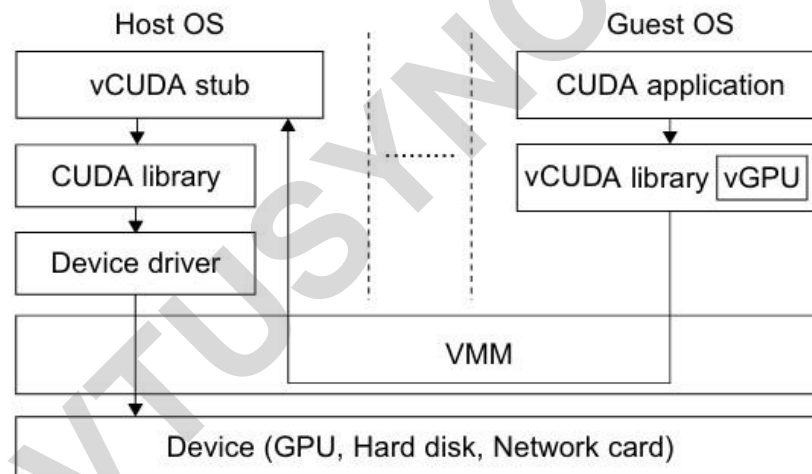 Host OS
Guest OS
vCUDA stub
CUDA application
CUDA library
vCUDA library vGPU
Device driver
VMM
Device (GPU, Hard disk, Network card)
VTUSYNC